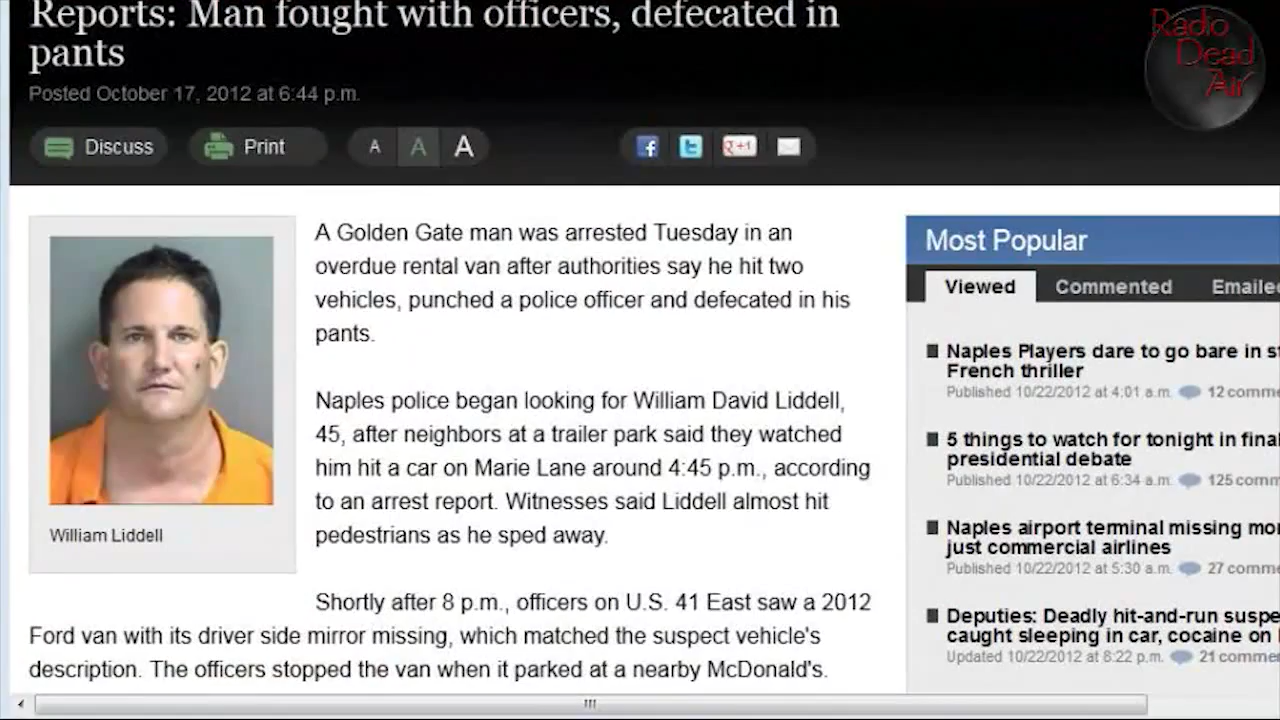 Reports: Man fought with officers, defecated in
pants
Posted October 17, 2012 at 6:44 p.m.
Discuss
Print
A
A
A
f
t
g+1
Radio
Dead
Air
William Liddell
A Golden Gate man was arrested Tuesday in an
overdue rental van after authorities say he hit two
vehicles, punched a police officer and defecated in his
pants.
Naples police began looking for William David Liddell,
45, after neighbors at a trailer park said they watched
him hit a car on Marie Lane around 4:45 p.m., according
to an arrest report. Witnesses said Liddell almost hit
pedestrians as he sped away.
Shortly after 8 p.m., officers on U.S. 41 East saw a 2012
Ford van with its driver side mirror missing, which matched the suspect vehicle's
description. The officers stopped the van when it parked at a nearby McDonald's.
Most Popular
Viewed Commented Emailed
Naples Players dare to go bare in
French thriller
Published 10/22/2012 at 4:01 a.m. 12 comme
5 things to watch for tonight in final
presidential debate
Published 10/22/2012 at 6:34 a.m. 125 comm
Naples airport terminal missing
just commercial airlines
Published 10/22/2012 at 5:30 a.m. 27 comme
Deputies: Deadly hit-and-run suspe
caught sleeping in car, cocaine on
Updated 10/22/2012 at 6:22 p.m. 21 comme